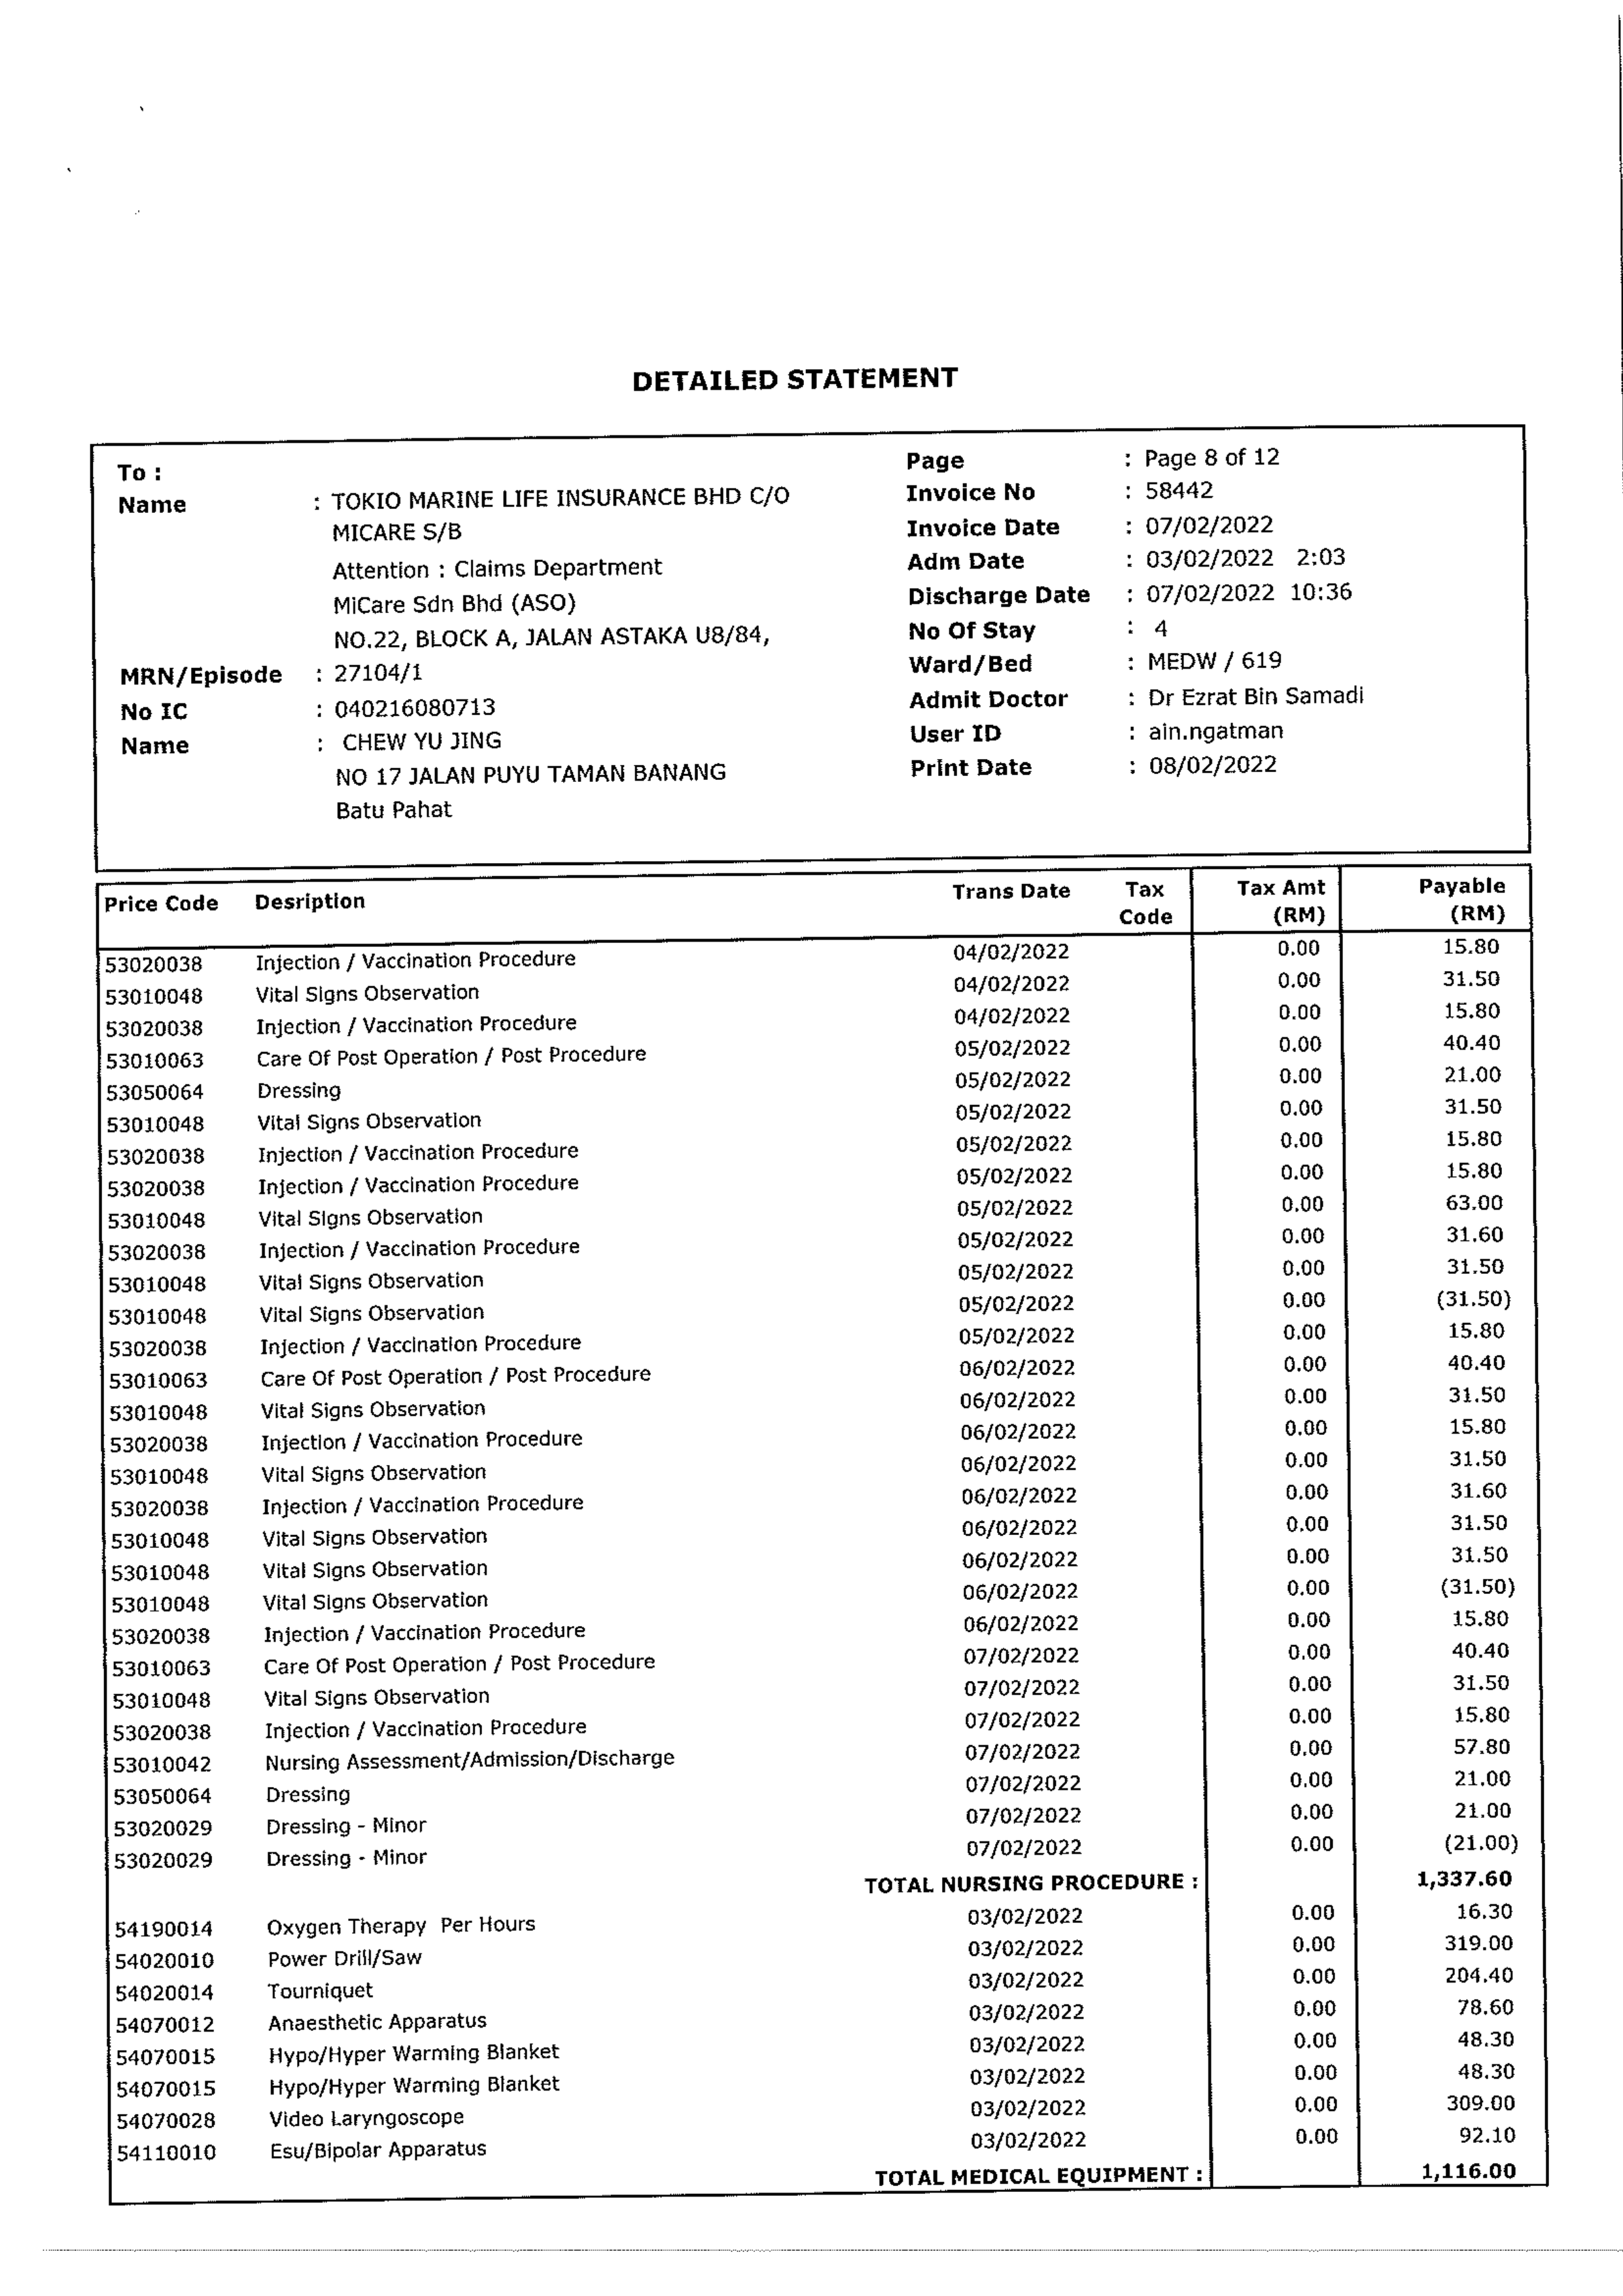 DETAILED STATEMENT
To :
Name : TOKIO MARINE LIFE INSURANCE BHD C/O
MICARE S/B
Attention : Claims Department
MiCare Sdn Bhd (ASO)
NO.22, BLOCK A, JALAN ASTAKA U8/84,
MRN/Episode : 27104/1
No IC : 040216080713
Name : CHEW YU JING
NO 17 JALAN PUYU TAMAN BANANG
Batu Pahat
Page : Page 8 of 12
Invoice No : 58442
Invoice Date : 07/02/2022
Adm Date : 03/02/2022 2:03
Discharge Date : 07/02/2022 10:36
No Of Stay : 4
Ward/Bed : MEDW / 619
Admit Doctor : Dr Ezrat Bin Samadi
User ID : ain.ngatman
Print Date : 08/02/2022
Price Code Desription Trans Date Tax Tax Amt Payable
Code (RM) (RM)
53020038 Injection / Vaccination Procedure 04/02/2022 0.00 15.80
53010048 Vital Signs Observation 04/02/2022 0.00 31.50
53020038 Injection / Vaccination Procedure 04/02/2022 0.00 15.80
53010063 Care Of Post Operation / Post Procedure 05/02/2022 0.00 40.40
53050064 Dressing 05/02/2022 0.00 21.00
53010048 Vital Signs Observation 05/02/2022 0.00 31.50
53020038 Injection / Vaccination Procedure 05/02/2022 0.00 15.80
53020038 Injection / Vaccination Procedure 05/02/2022 0.00 15.80
53010048 Vital Signs Observation 05/02/2022 0.00 63.00
53020038 Injection / Vaccination Procedure 05/02/2022 0.00 31.60
53010048 Vital Signs Observation 05/02/2022 0.00 31.50
53010048 Vital Signs Observation 05/02/2022 0.00 (31.50)
53020038 Injection / Vaccination Procedure 05/02/2022 0.00 15.80
53010063 Care Of Post Operation / Post Procedure 06/02/2022 0.00 40.40
53010048 Vital Signs Observation 06/02/2022 0.00 31.50
53020038 Injection / Vaccination Procedure 06/02/2022 0.00 15.80
53010048 Vital Signs Observation 06/02/2022 0.00 31.50
53020038 Injection / Vaccination Procedure 06/02/2022 0.00 31.60
53010048 Vital Signs Observation 06/02/2022 0.00 31.50
53010048 Vital Signs Observation 06/02/2022 0.00 31.50
53010048 Vital Signs Observation 06/02/2022 0.00 (31.50)
53020038 Injection / Vaccination Procedure 06/02/2022 0.00 15.80
53010063 Care Of Post Operation / Post Procedure 07/02/2022 0.00 40.40
53010048 Vital Signs Observation 07/02/2022 0.00 31.50
53020038 Injection / Vaccination Procedure 07/02/2022 0.00 15.80
53010042 Nursing Assessment/Admission/Discharge 07/02/2022 0.00 57.80
53050064 Dressing 07/02/2022 0.00 21.00
53020029 Dressing - Minor 07/02/2022 0.00 21.00
53020029 Dressing - Minor 07/02/2022 0.00 (21.00)
TOTAL NURSING PROCEDURE : 1,337.60
54190014 Oxygen Therapy Per Hours 03/02/2022 0.00 16.30
54020010 Power Drill/Saw 03/02/2022 0.00 319.00
54020014 Tourniquet 03/02/2022 0.00 204.40
54070012 Anaesthetic Apparatus 03/02/2022 0.00 78.60
54070015 Hypo/Hyper Warming Blanket 03/02/2022 0.00 48.30
54070015 Hypo/Hyper Warming Blanket 03/02/2022 0.00 48.30
54070028 Video Laryngoscope 03/02/2022 0.00 309.00
54110010 Esu/Bipolar Apparatus 03/02/2022 0.00 92.10
TOTAL MEDICAL EQUIPMENT : 1,116.00